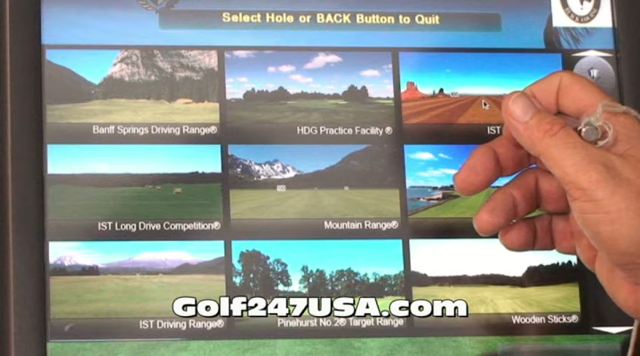 Select Hole or BACK Button to Quit
Banff Springs Driving Range®
HDG Practice Facility ®
IST
IST Long Drive Competition®
Mountain Range®
IST Driving Range®
Pinehurst No.2® Target Range
Wooden Sticks®
Golf247USA.com